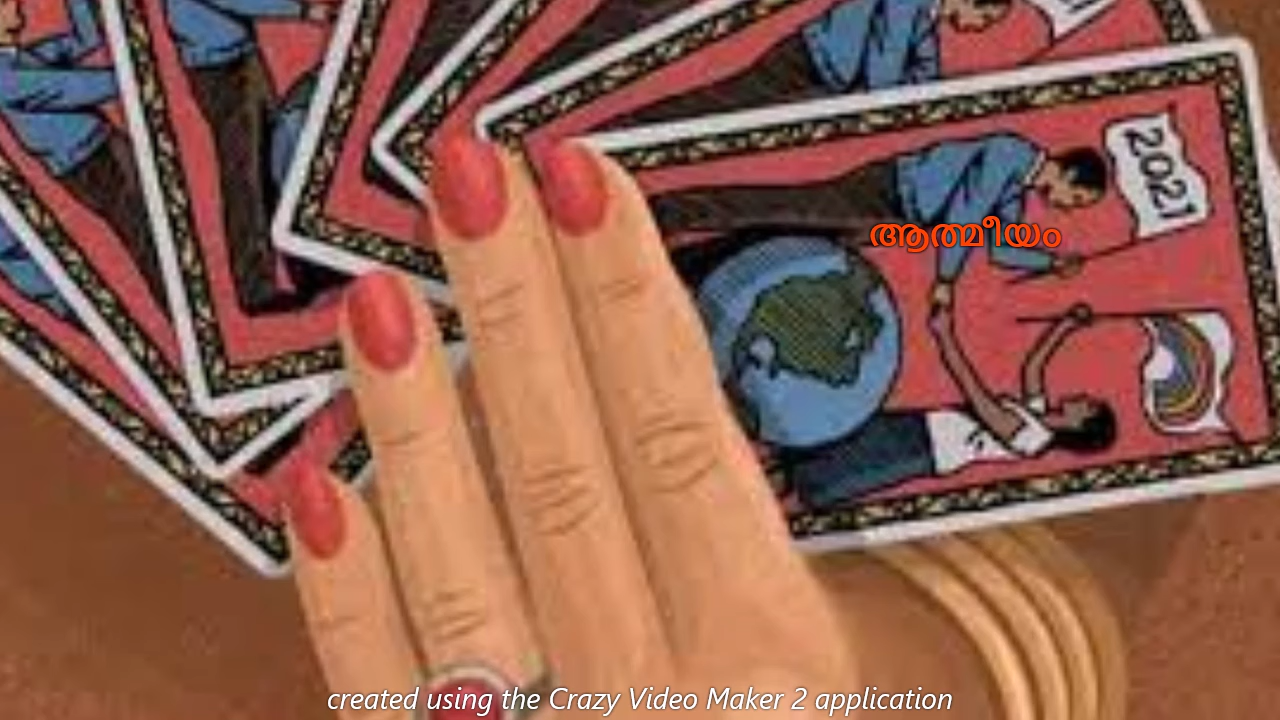 2021
ആത്മീയം
created using the Crazy Video Maker 2 application